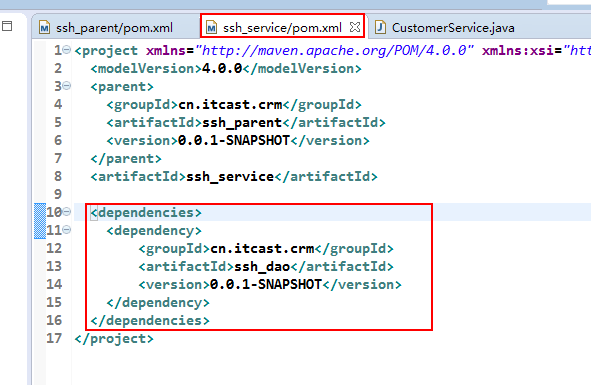 ssh_parent/pom.xml ssh_service/pom.xml CustomerService.java
1 <project xmlns="http://maven.apache.org/POM/4.0.0" xmlns:xsi="htt
2 <modelVersion>4.0.0</modelVersion>
3 <parent>
4 <groupId>cn.itcast.crm</groupId>
5 <artifactId>ssh_parent</artifactId>
6 <version>0.0.1-SNAPSHOT</version>
7 </parent>
8 <artifactId>ssh_service</artifactId>
9
10 <dependencies>
11 <dependency>
12 <groupId>cn.itcast.crm</groupId>
13 <artifactId>ssh_dao</artifactId>
14 <version>0.0.1-SNAPSHOT</version>
15 </dependency>
16 </dependencies>
17 </project>